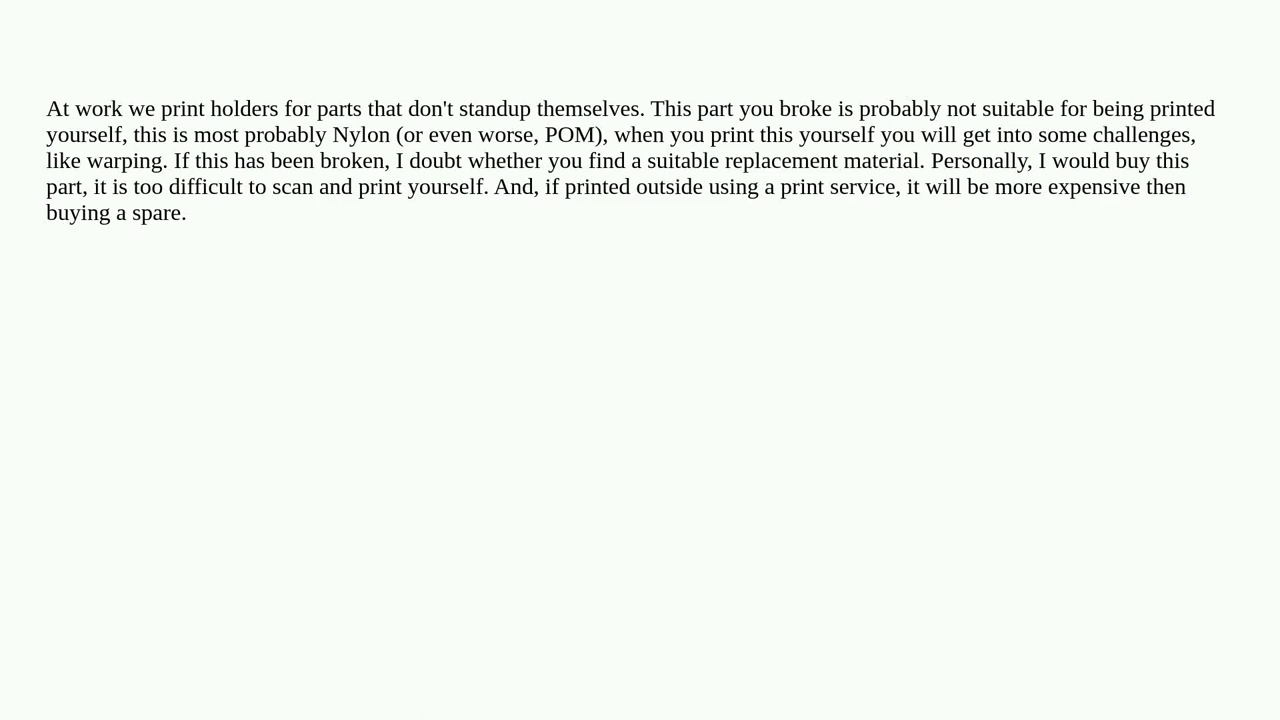 At work we print holders for parts that don't standup themselves. This part you broke is probably not suitable for being printed
yourself, this is most probably Nylon (or even worse, POM), when you print this yourself you will get into some challenges,
like warping. If this has been broken, I doubt whether you find a suitable replacement material. Personally, I would buy this
part, it is too difficult to scan and print yourself. And, if printed outside using a print service, it will be more expensive then
buying a spare.